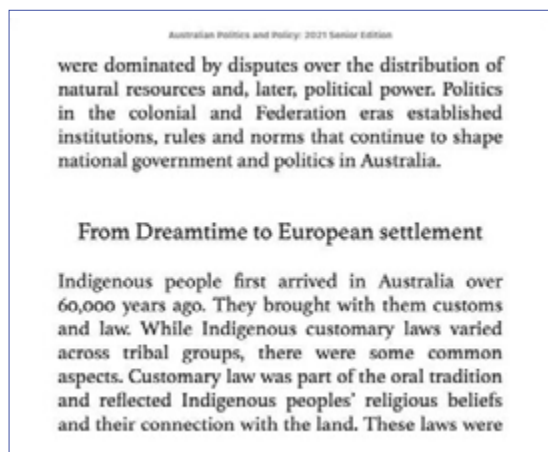 Australian Politics and Policy: 2021 Senior Edition
were dominated by disputes over the distribution of
natural resources and, later, political power. Politics
in the colonial and Federation eras established
institutions, rules and norms that continue to shape
national government and politics in Australia.
From Dreamtime to European settlement
Indigenous people first arrived in Australia over
60,000 years ago. They brought with them customs
and law. While Indigenous customary laws varied
across tribal groups, there were some common
aspects. Customary law was part of the oral tradition
and reflected Indigenous peoples’ religious beliefs
and their connection with the land. These laws were